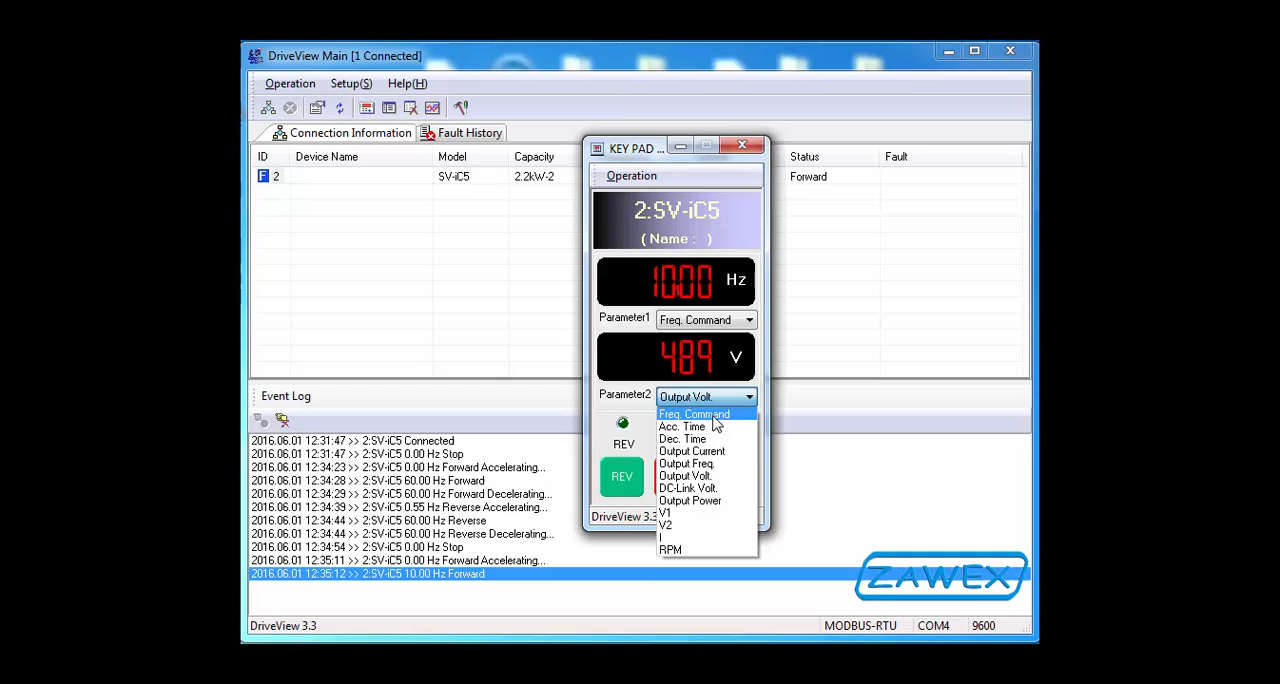 DriveView Main [1 Connected]
Operation Setup(S) Help(H)
Connection Information Fault History
ID Device Name Model Capacity Status Fault
F 2 SV-iC5 2.2kW-2 Forward
KEY PAD ...
Operation
2:SV-iC5
( Name : )
10.00 Hz
Parameter1 Freq. Command
489 V
Parameter2 Output Volt.
Freq. Command
Acc. Time
Dec. Time
Output Current
Output Freq.
Output Volt.
DC-Link Volt.
Output Power
V1
V2
I
RPM
REV
REV
DriveView 3.3
Event Log
2016.06.01 12:31:47 >> 2:SV-iC5 Connected
2016.06.01 12:31:47 >> 2:SV-iC5 0.00 Hz Stop
2016.06.01 12:34:23 >> 2:SV-iC5 0.00 Hz Forward Accelerating...
2016.06.01 12:34:28 >> 2:SV-iC5 60.00 Hz Forward
2016.06.01 12:34:29 >> 2:SV-iC5 60.00 Hz Forward Decelerating...
2016.06.01 12:34:31 >> 2:SV-iC5 0.55 Hz Reverse Accelerating...
2016.06.01 12:34:39 >> 2:SV-iC5 60.00 Hz Reverse
2016.06.01 12:34:44 >> 2:SV-iC5 60.00 Hz Reverse Decelerating...
2016.06.01 12:34:54 >> 2:SV-iC5 0.00 Hz Stop
2016.06.01 12:35:11 >> 2:SV-iC5 0.00 Hz Forward Accelerating...
2016.06.01 12:35:12 >> 2:SV-iC5 10.00 Hz Forward
ZAWEX
DriveView 3.3 MODBUS-RTU COM4 9600